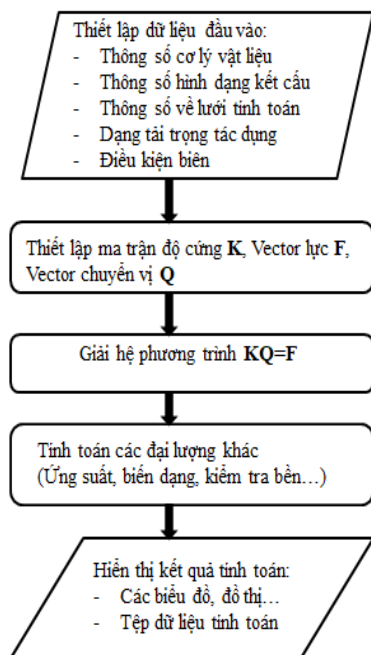 Thiết lập dữ liệu đầu vào:
- Thông số cơ lý vật liệu
- Thông số hình dạng kết cấu
- Thông số về lưới tính toán
- Dạng tải trọng tác dụng
- Điều kiện biên
Thiết lập ma trận độ cứng K, Vector lực F,
Vector chuyển vị Q
Giải hệ phương trình KQ=F
Tính toán các đại lượng khác
(Ứng suất, biến dạng, kiểm tra bền…)
Hiển thị kết quả tính toán:
- Các biểu đồ, đồ thị…
- Tệp dữ liệu tính toán